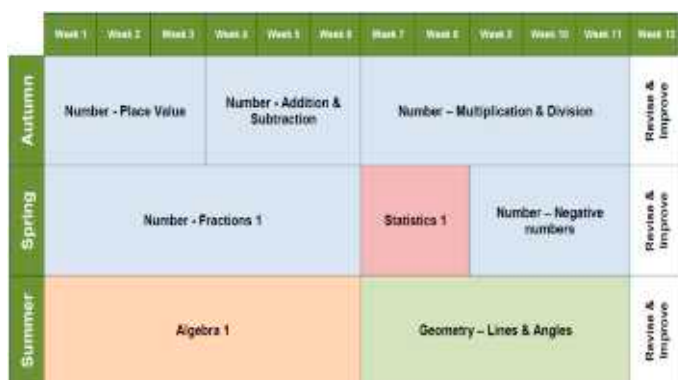 Week 1 Week 2 Week 3 Week 4 Week 5 Week 6 Week 7 Week 8 Week 9 Week 10 Week 11 Week 12
Autumn
Number - Place Value
Number - Addition &
Subtraction
Number – Multiplication & Division
Revise &
Improve
Spring
Number - Fractions 1
Statistics 1
Number – Negative
numbers
Revise &
Improve
Summer
Algebra 1
Geometry – Lines & Angles
Revise &
Improve